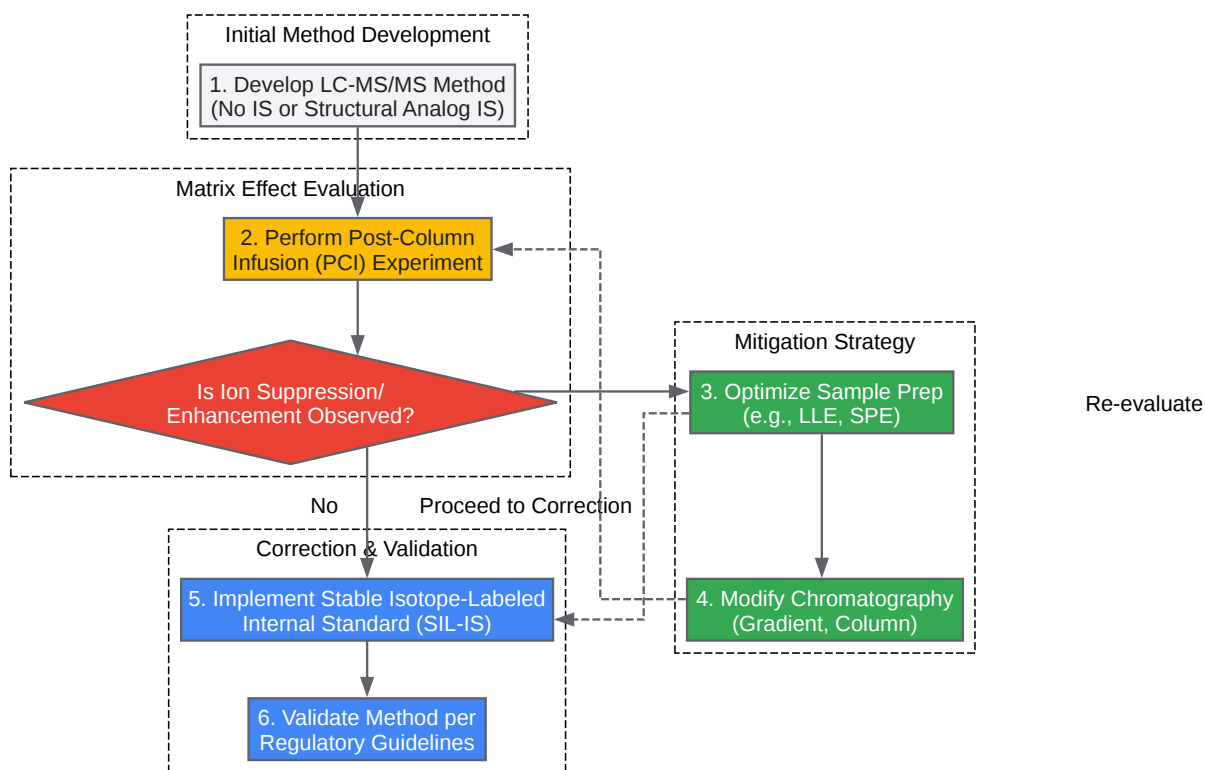 Initial Method Development
1. Develop LC-MS/MS Method
(No IS or Structural Analog IS)
Matrix Effect Evaluation
2. Perform Post-Column
Infusion (PCI) Experiment
Is Ion Suppression/
Enhancement Observed?
Mitigation Strategy
3. Optimize Sample Prep
(e.g., LLE, SPE)
Re-evaluate
No
Proceed to Correction
Correction & Validation
5. Implement Stable Isotope-Labeled
Internal Standard (SIL-IS)
4. Modify Chromatography
(Gradient, Column)
6. Validate Method per
Regulatory Guidelines